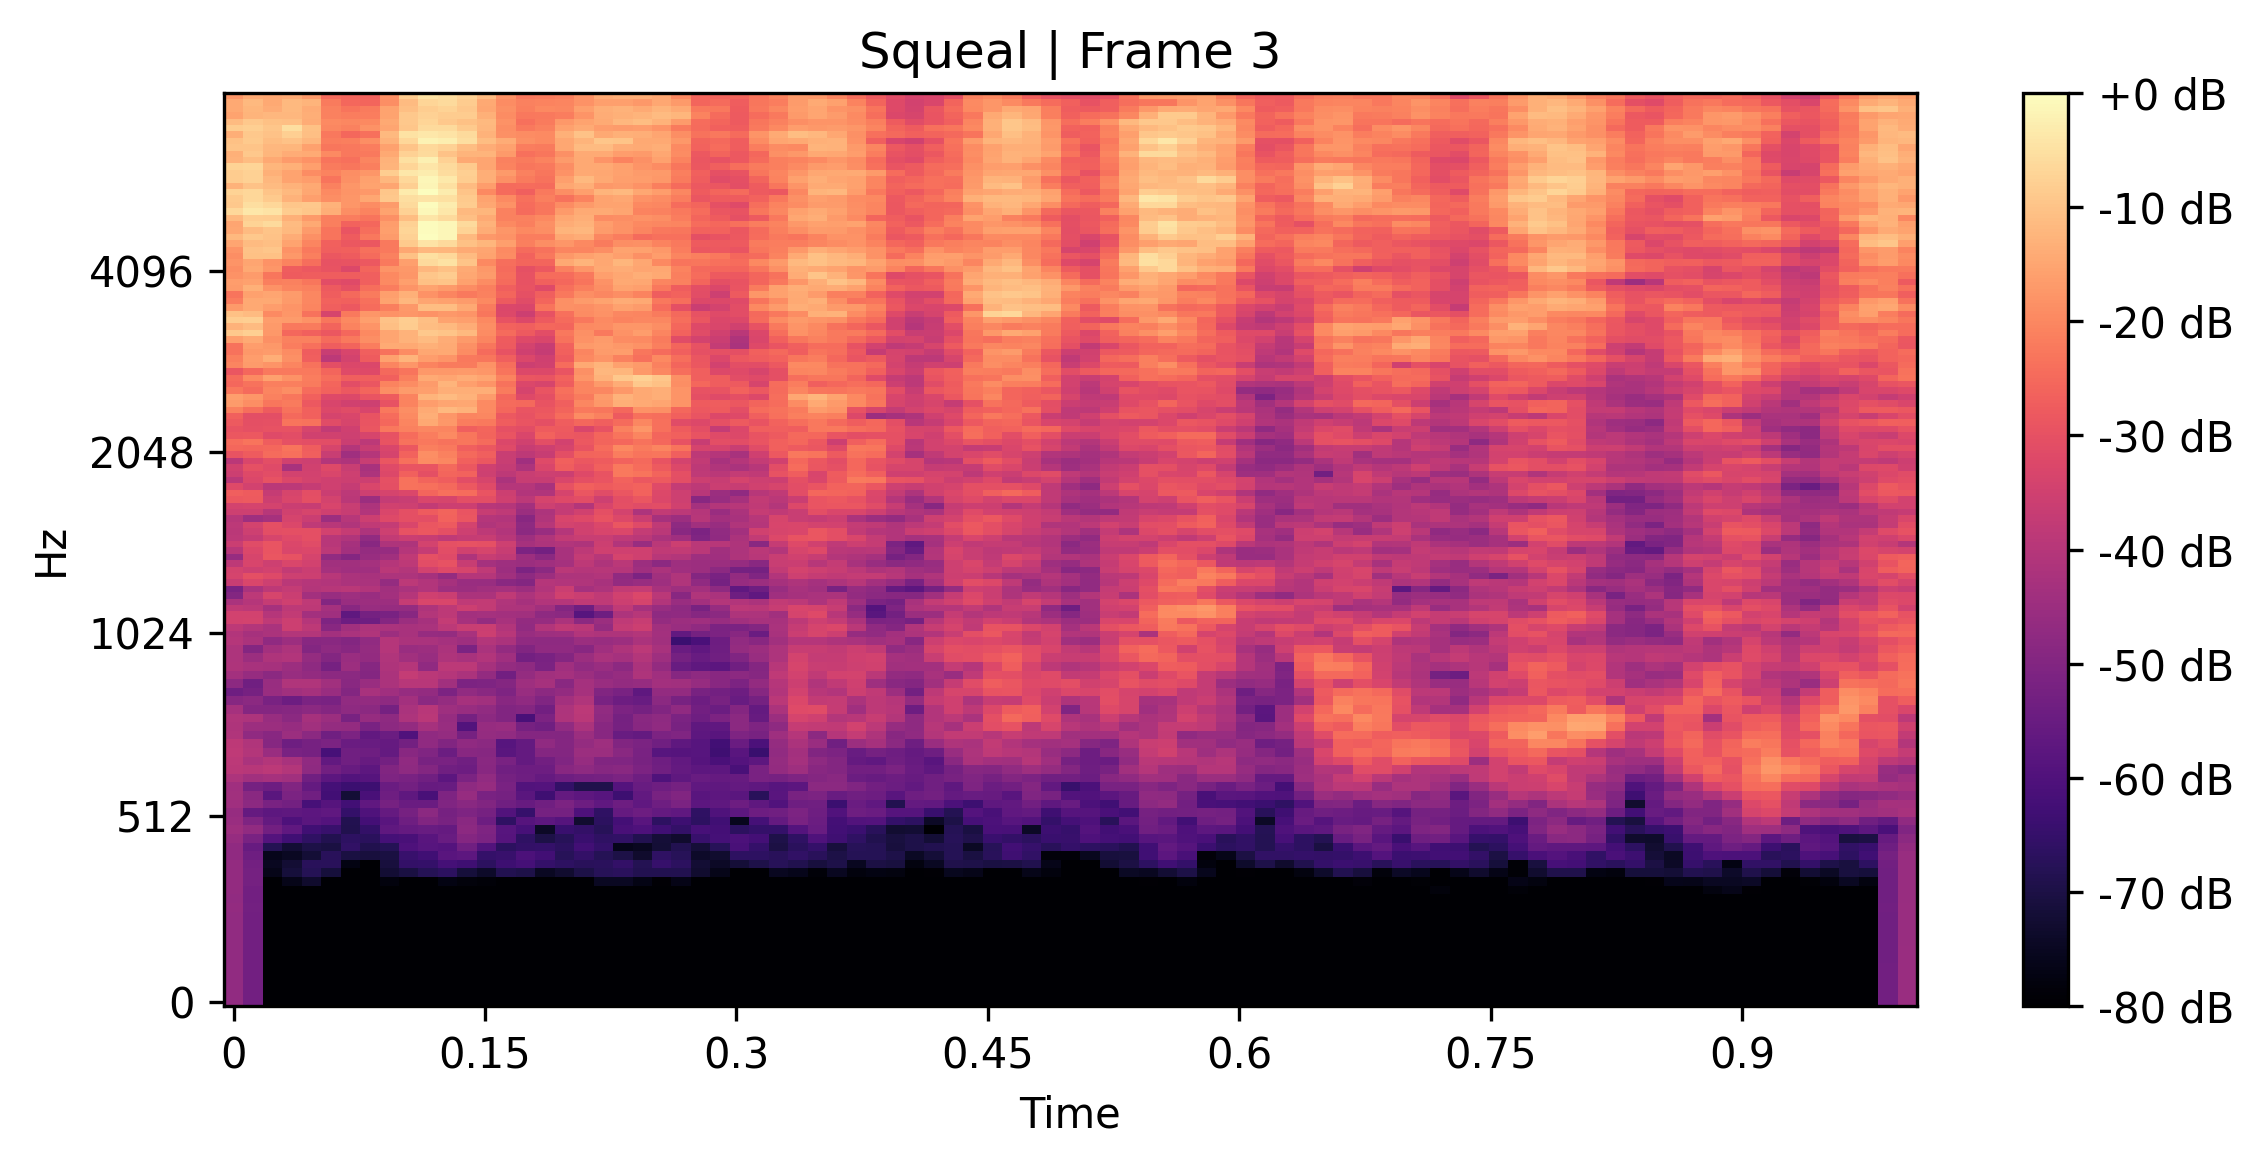 Squeal | Frame 3
+0 dB
-10 dB
-20 dB
-30 dB
-40 dB
-50 dB
-60 dB
-70 dB
-80 dB
Hz
4096
2048
1024
512
0
0 0.15 0.3 0.45 0.6 0.75 0.9
Time